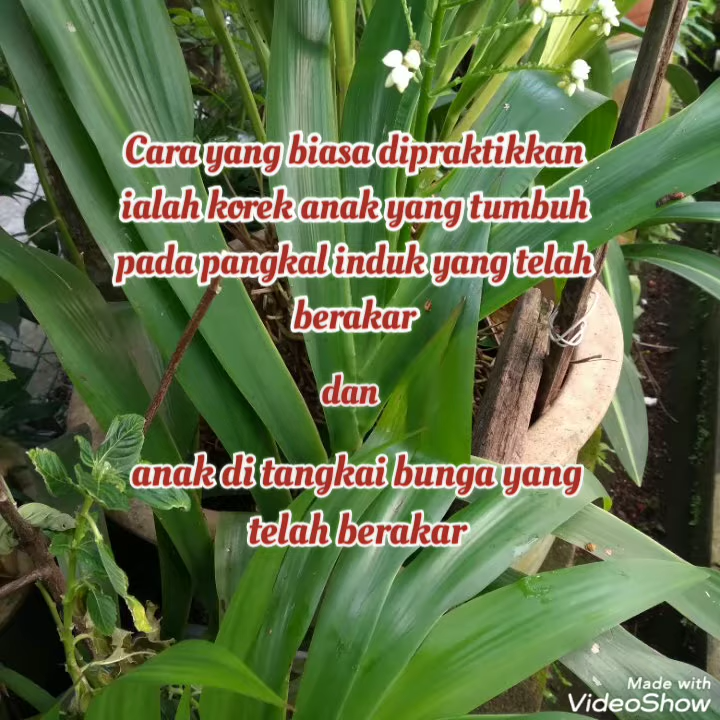 Cara yang biasa dipraktikkan
ialah korek anak yang tumbuh
pada pangkal induk yang telah
berakar
dan
anak di tangkai bunga yang
telah berakar
Made with
VideoShow